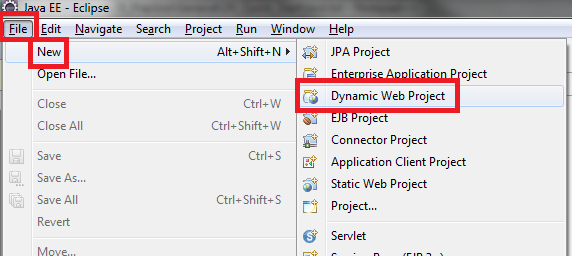 Java EE - Eclipse
File Edit Navigate Search Project Run Window Help
New Alt+Shift+N
Open File...
Close Ctrl+W
Close All Ctrl+Shift+W
Save Ctrl+S
Save As...
Save All Ctrl+Shift+S
Revert
Move...
JPA Project
Enterprise Application Project
Dynamic Web Project
EJB Project
Connector Project
Application Client Project
Static Web Project
Project...
Servlet